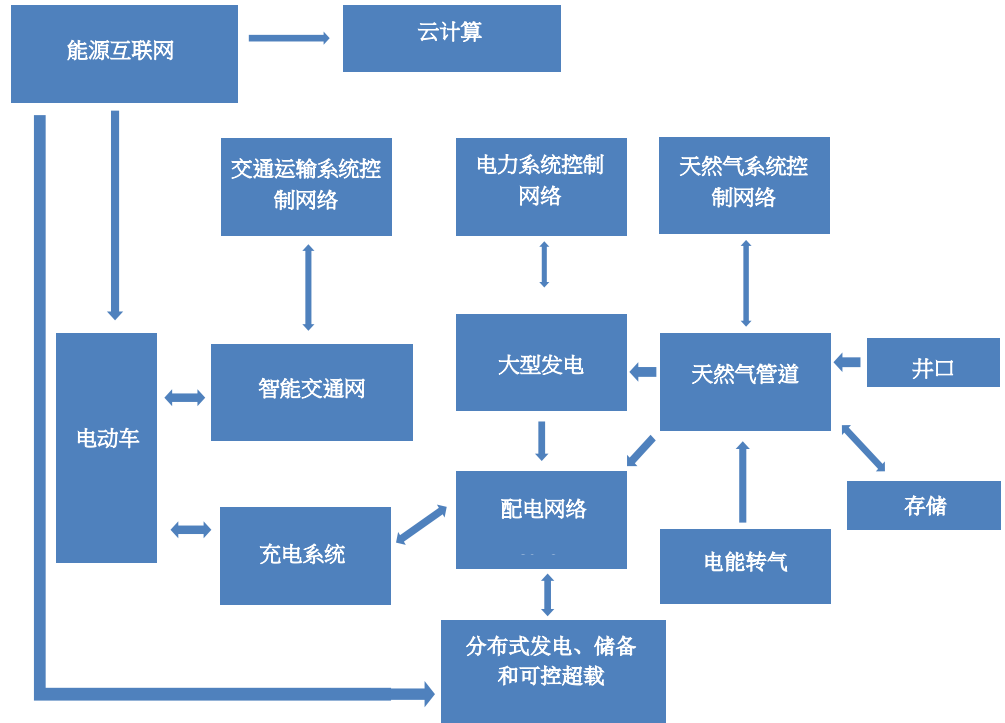 能源互联网
云计算
交通运输系统控
制网络
电力系统控制
网络
天然气系统控
制网络
电动车
智能交通网
大型发电
天然气管道
井口
充电系统
配电网络
电能转气
存储
分布式发电、储备
和可控超载